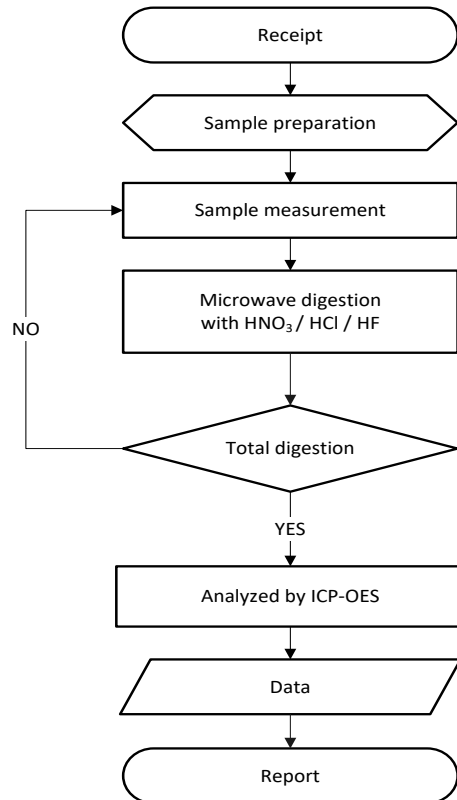 Receipt
Sample preparation
Sample measurement
Microwave digestion
with HNO₃ / HCl / HF
NO
Total digestion
YES
Analyzed by ICP-OES
Data
Report